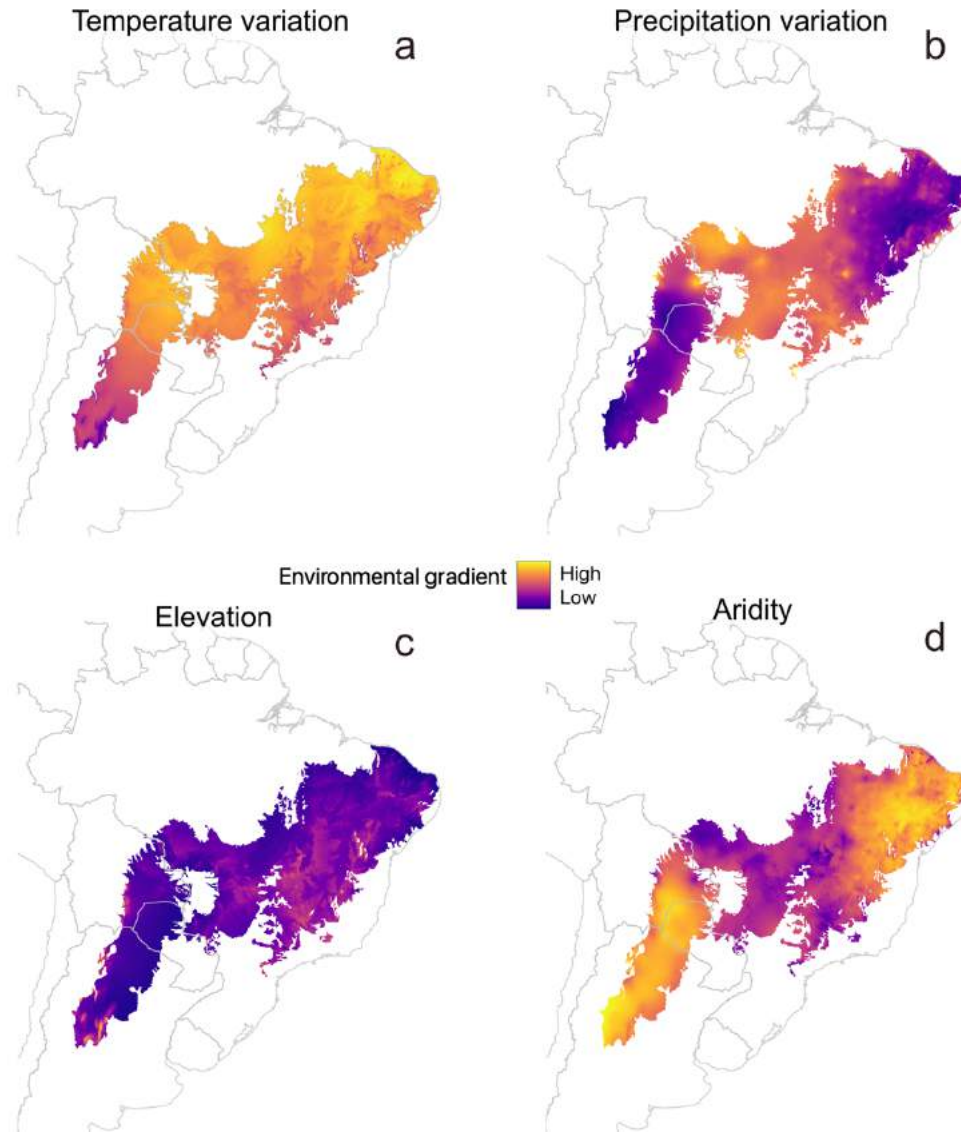 Temperature variation
a
Precipitation variation
b
Environmental gradient
High
Low
Elevation
c
Aridity
d